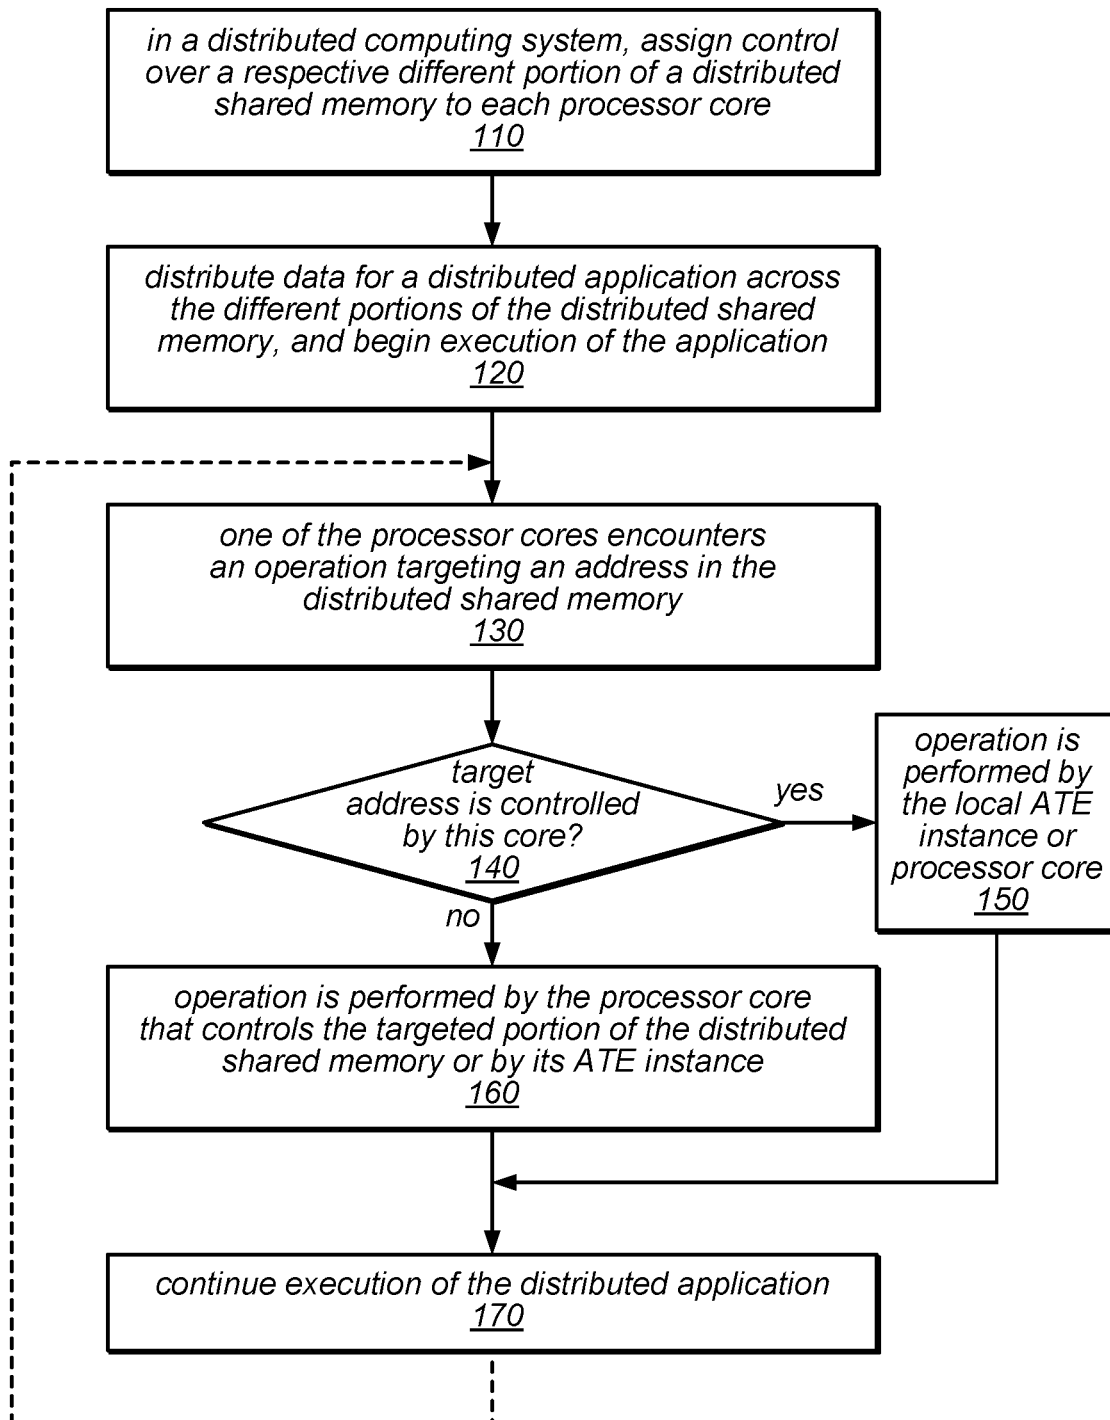 in a distributed computing system, assign control
over a respective different portion of a distributed
shared memory to each processor core
110
distribute data for a distributed application across
the different portions of the distributed shared
memory, and begin execution of the application
120
one of the processor cores encounters
an operation targeting an address in the
distributed shared memory
130
target
address is controlled
by this core?
140
yes
no
operation is
performed by
the local ATE
instance or
processor core
150
operation is performed by the processor core
that controls the targeted portion of the distributed
shared memory or by its ATE instance
160
continue execution of the distributed application
170